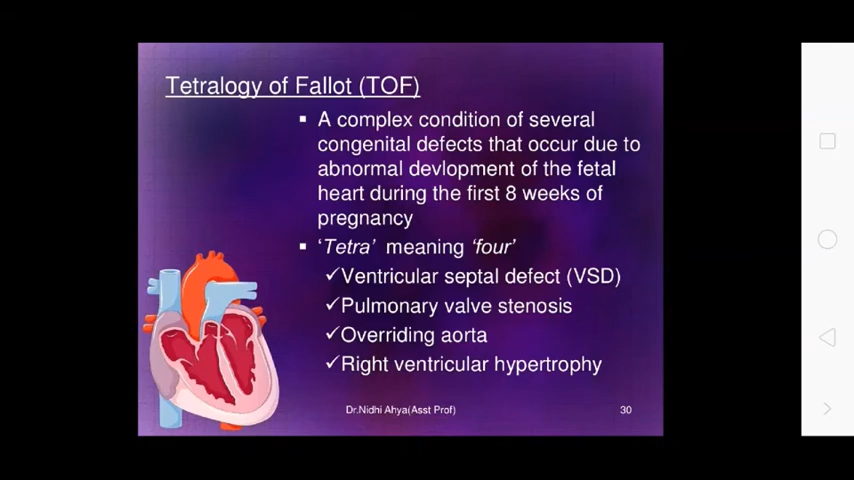 Tetralogy of Fallot (TOF)
▪ A complex condition of several
congenital defects that occur due to
abnormal devlopment of the fetal
heart during the first 8 weeks of
pregnancy
▪ ‘Tetra’ meaning ‘four’
✓Ventricular septal defect (VSD)
✓Pulmonary valve stenosis
✓Overriding aorta
✓Right ventricular hypertrophy
Dr.Nidhi Ahya(Asst Prof) 30